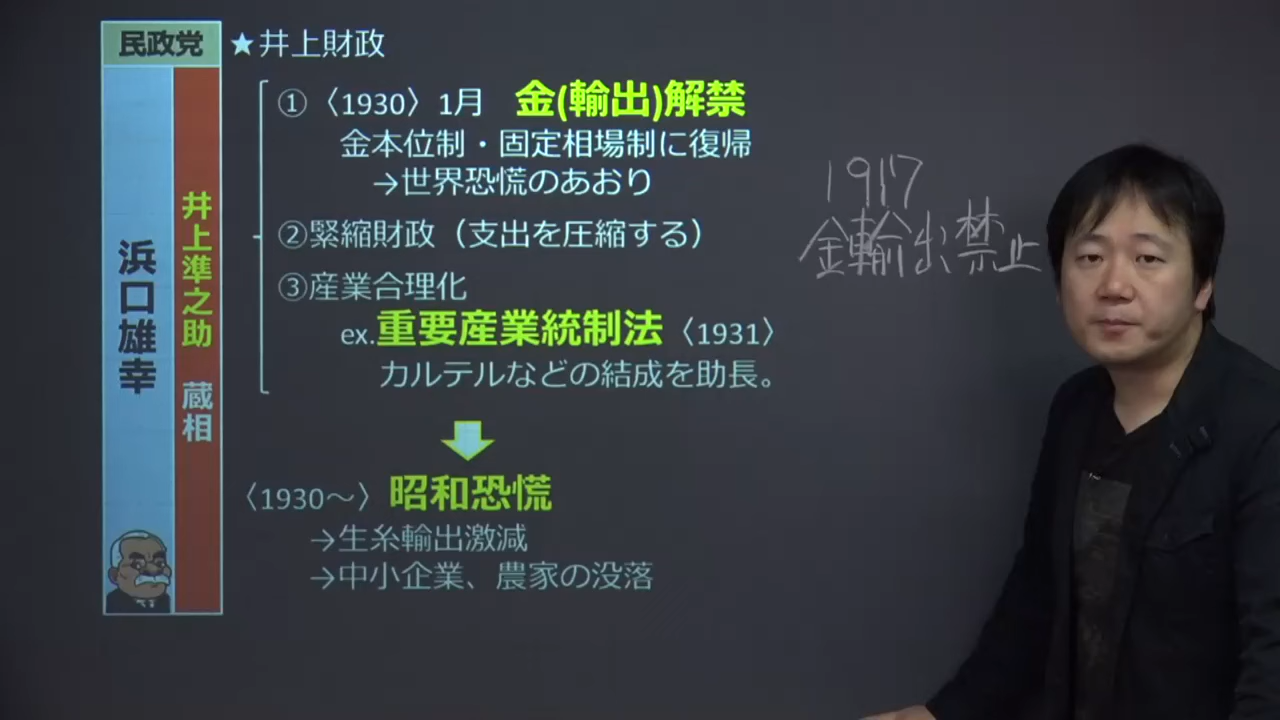 民政党
★井上財政
浜口雄幸
井上準之助 蔵相
①〈1930〉1月 金(輸出)解禁
金本位制・固定相場制に復帰
→世界恐慌のあおり
②緊縮財政（支出を圧縮する）
③産業合理化
ex.重要産業統制法〈1931〉
カルテルなどの結成を助長。
〈1930～〉昭和恐慌
→生糸輸出激減
→中小企業、農家の没落
1917
金輸出禁止